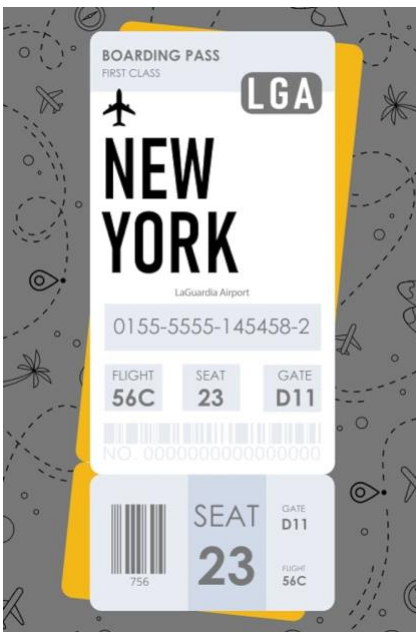 BOARDING PASS
FIRST CLASS
LGA
NEW
YORK
LaGuardia Airport
0155-5555-145458-2
FLIGHT SEAT GATE
56C 23 D11
NO 0000000000000000
SEAT
23
GATE
D11
FLIGHT
56C
756